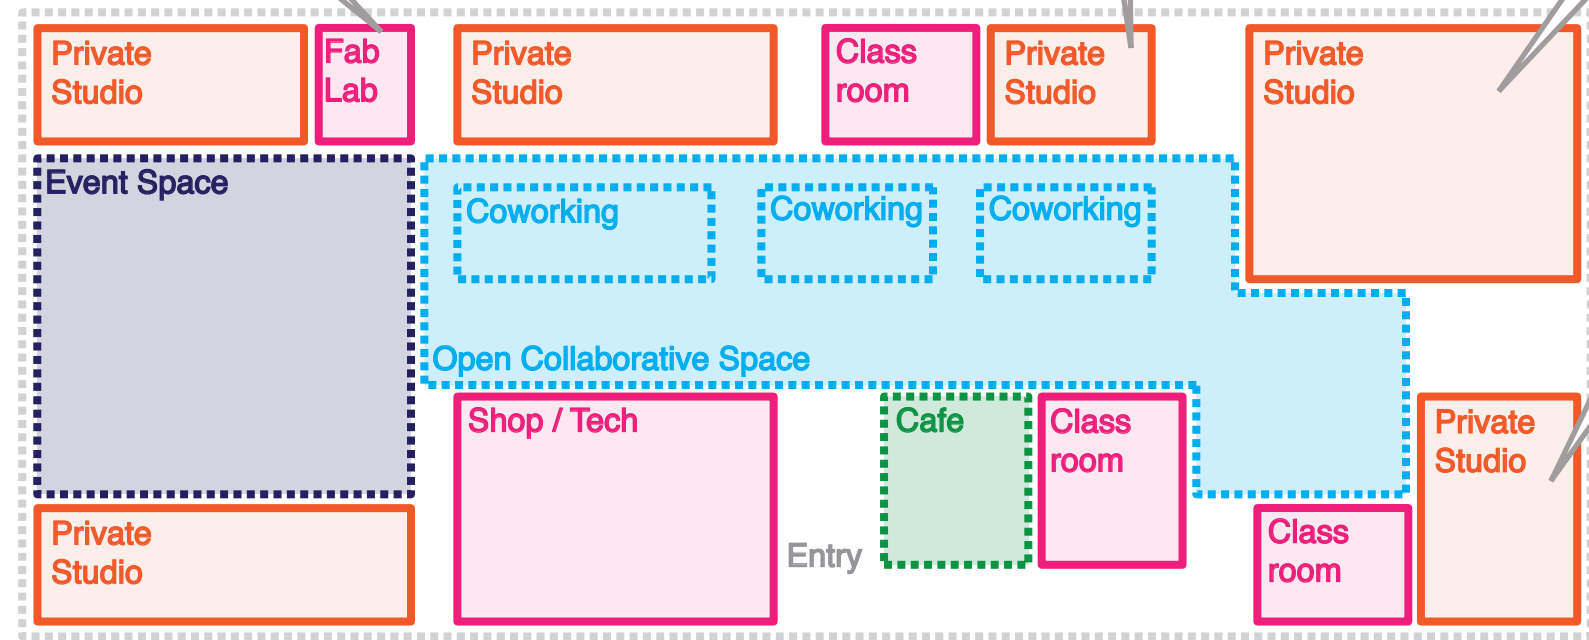 Private
Studio
Fab
Lab
Private
Studio
Class
room
Private
Studio
Private
Studio
Event Space
Coworking
Coworking
Coworking
Open Collaborative Space
Shop / Tech
Cafe
Class
room
Private
Studio
Private
Studio
Entry
Class
room